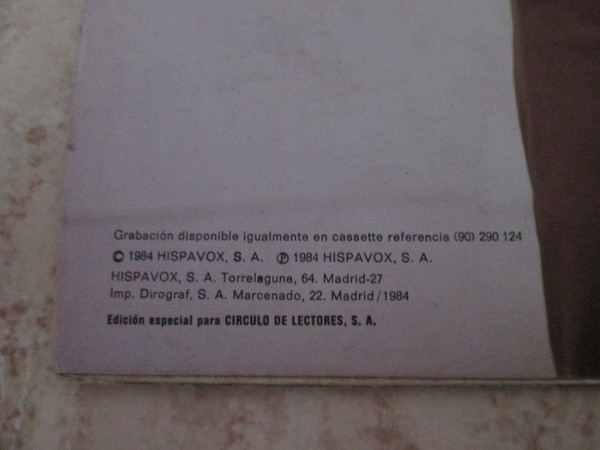 Grabación disponible igualmente en cassette referencia (90) 290 124
© 1984 HISPAVOX, S. A. ℗ 1984 HISPAVOX, S. A.
HISPAVOX, S. A. Torrelaguna, 64. Madrid-27
Imp. Dirograf, S. A. Marcenado, 22. Madrid/1984
Edición especial para CIRCULO DE LECTORES, S. A.